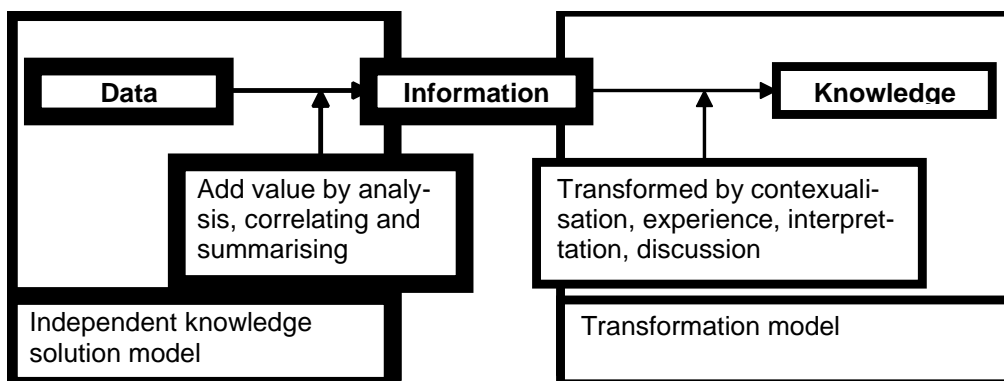 Data
Information
Knowledge
Add value by analy-
sis, correlating and
summarising
Transformed by contexuali-
sation, experience, interpret-
tation, discussion
Independent knowledge
solution model
Transformation model